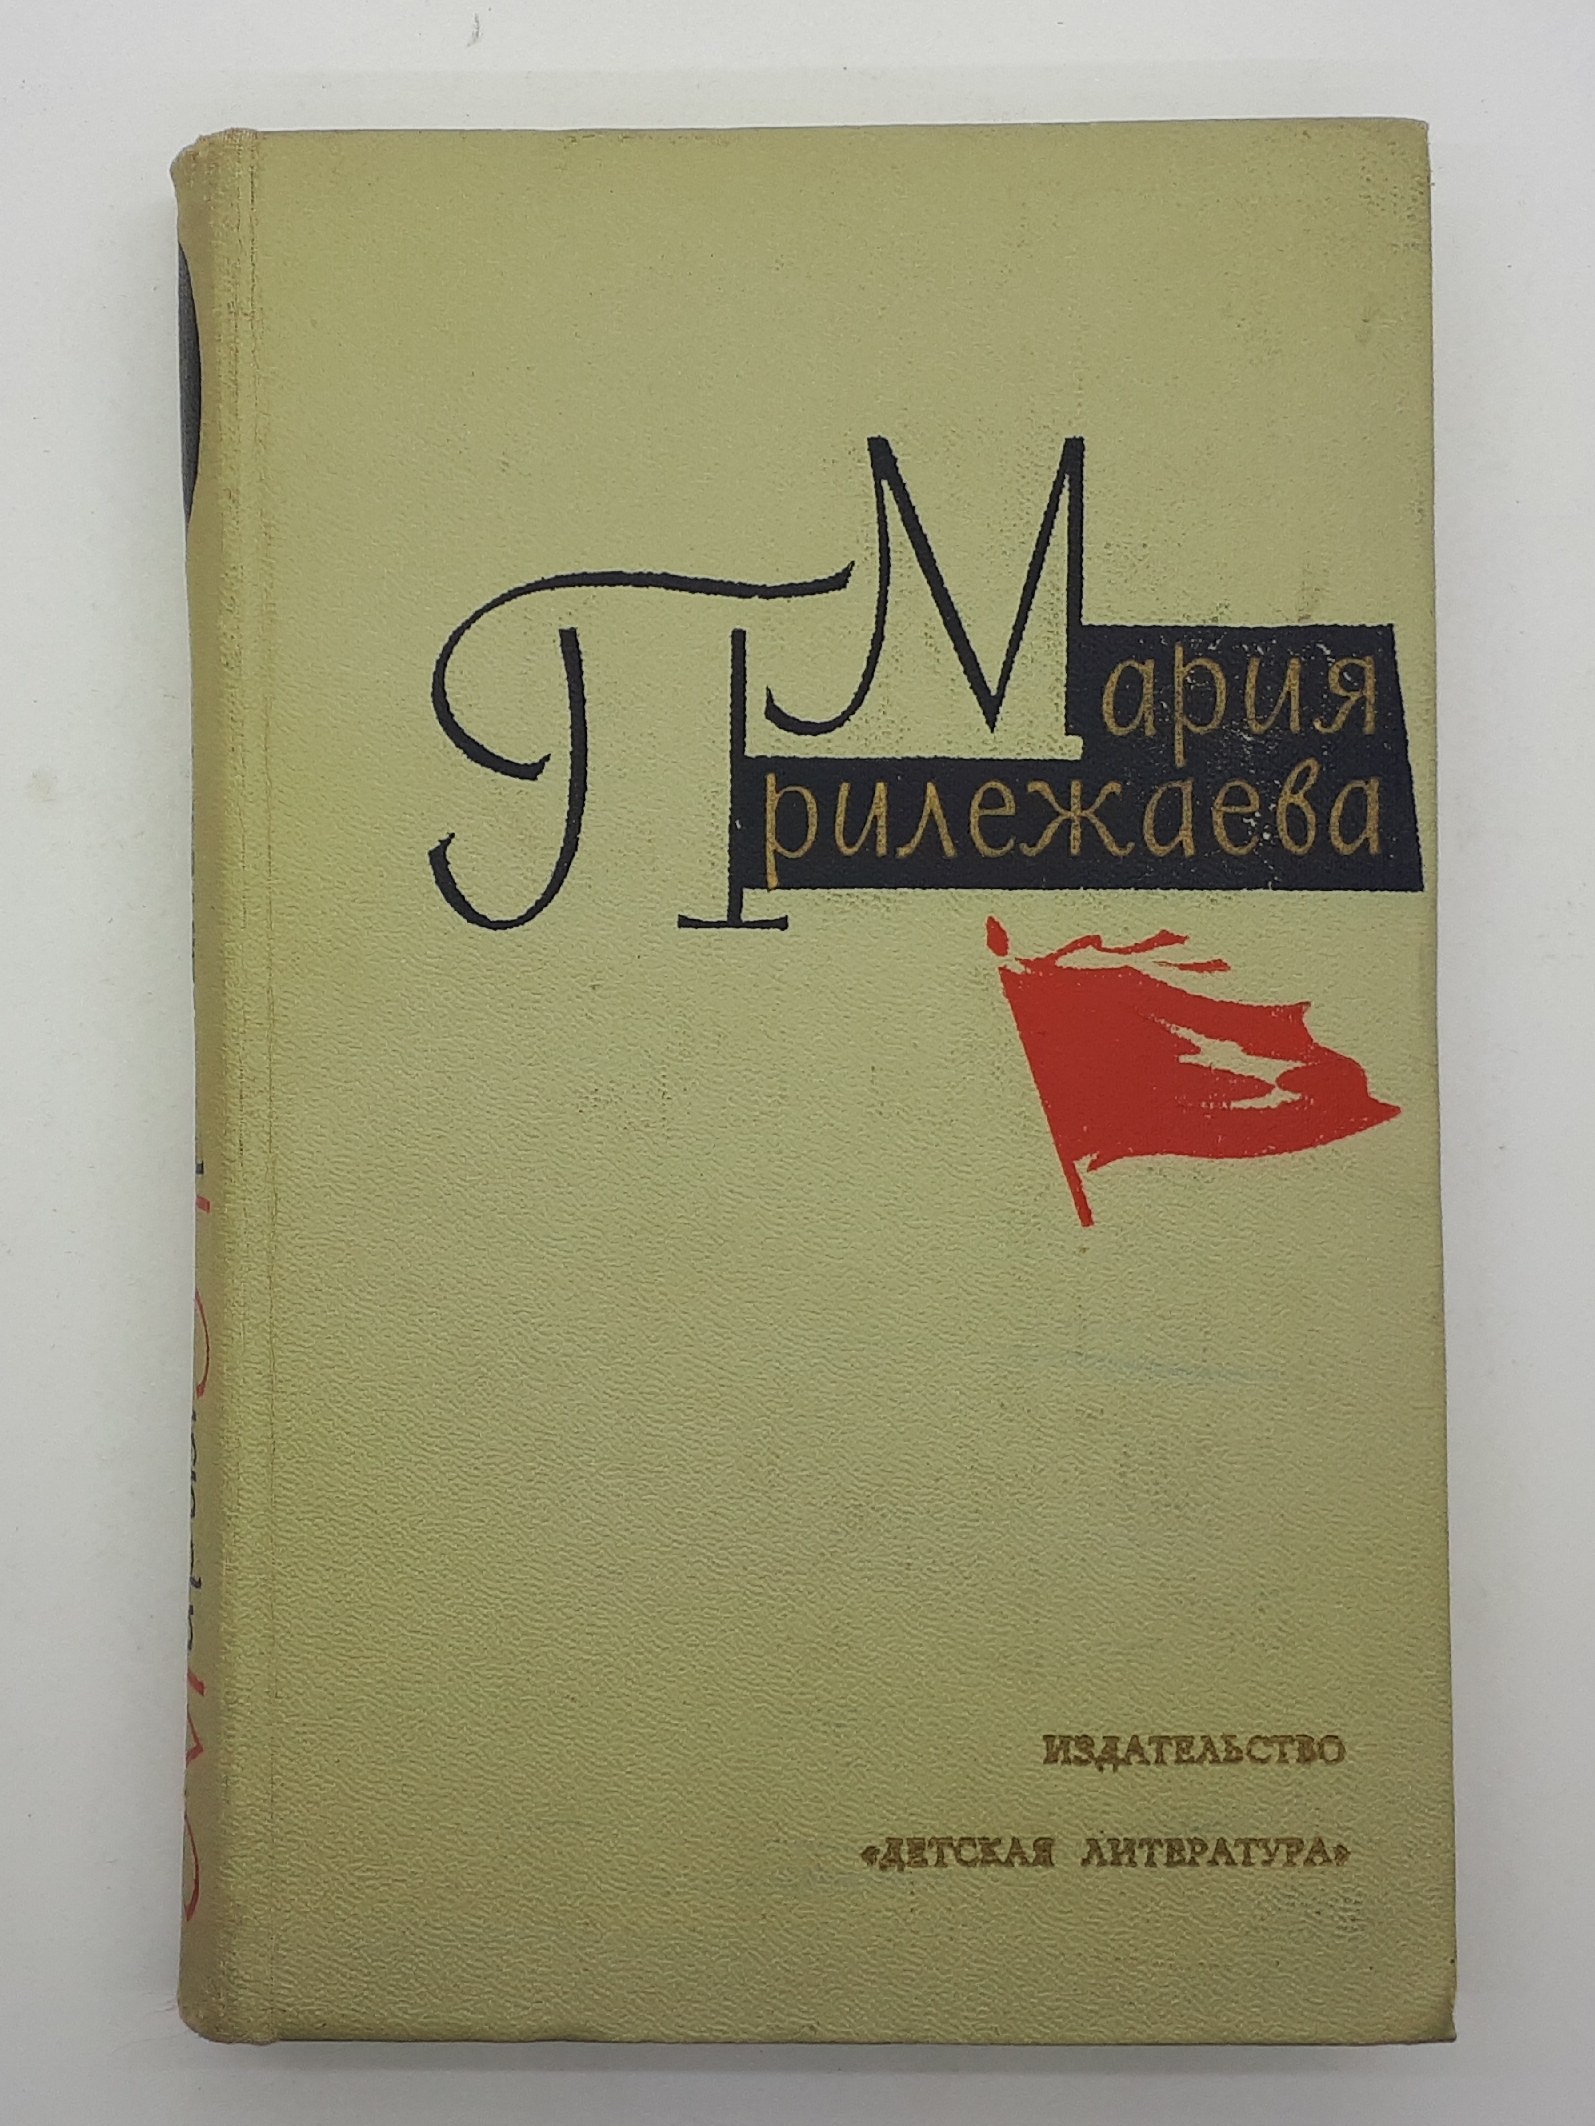 Мария
Прилежаева
ИЗДАТЕЛЬСТВО
«ДЕТСКАЯ ЛИТЕРАТУРА»